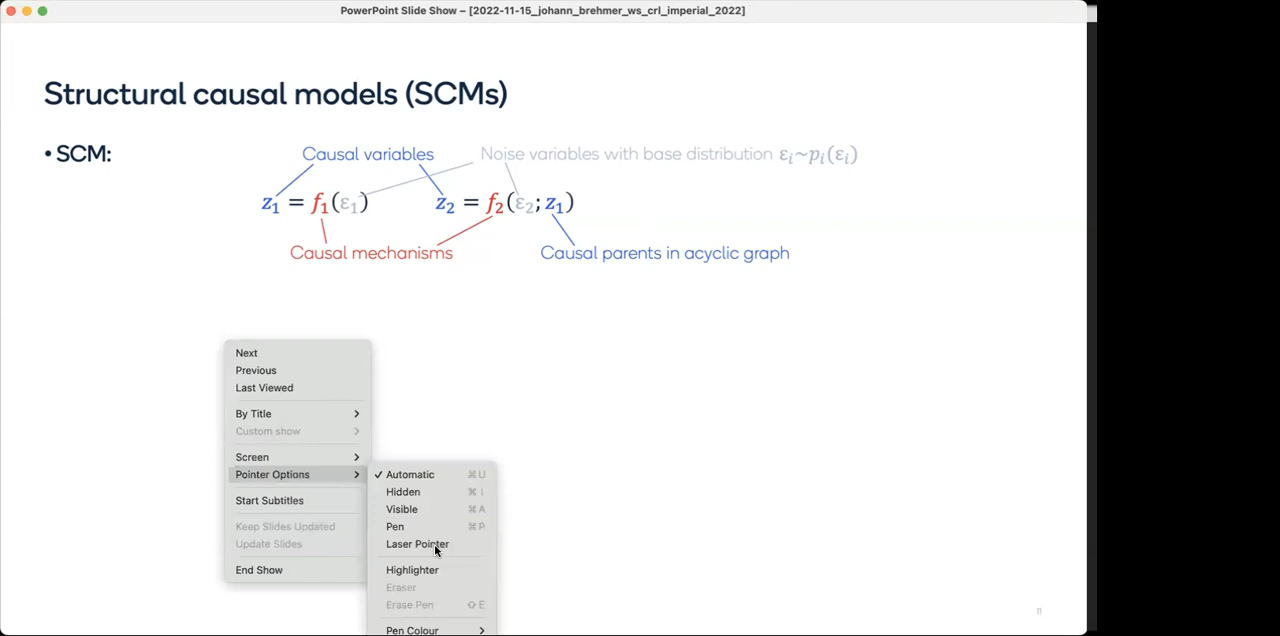 PowerPoint Slide Show – [2022-11-15_johann_brehmer_ws_crl_imperial_2022]
Structural causal models (SCMs)
• SCM:
Causal variables
Noise variables with base distribution εᵢ~pᵢ(εᵢ)
z₁ = f₁(ε₁)
z₂ = f₂(ε₂; z₁)
Causal mechanisms
Causal parents in acyclic graph
Next
Previous
Last Viewed
By Title
Custom show
Screen
Pointer Options
Start Subtitles
Keep Slides Updated
Update Slides
End Show
✓ Automatic ⌘U
Hidden ⌘I
Visible ⌘A
Pen ⌘P
Laser Pointer
Highlighter
Eraser
Erase Pen ⇧E
Pen Colour
11